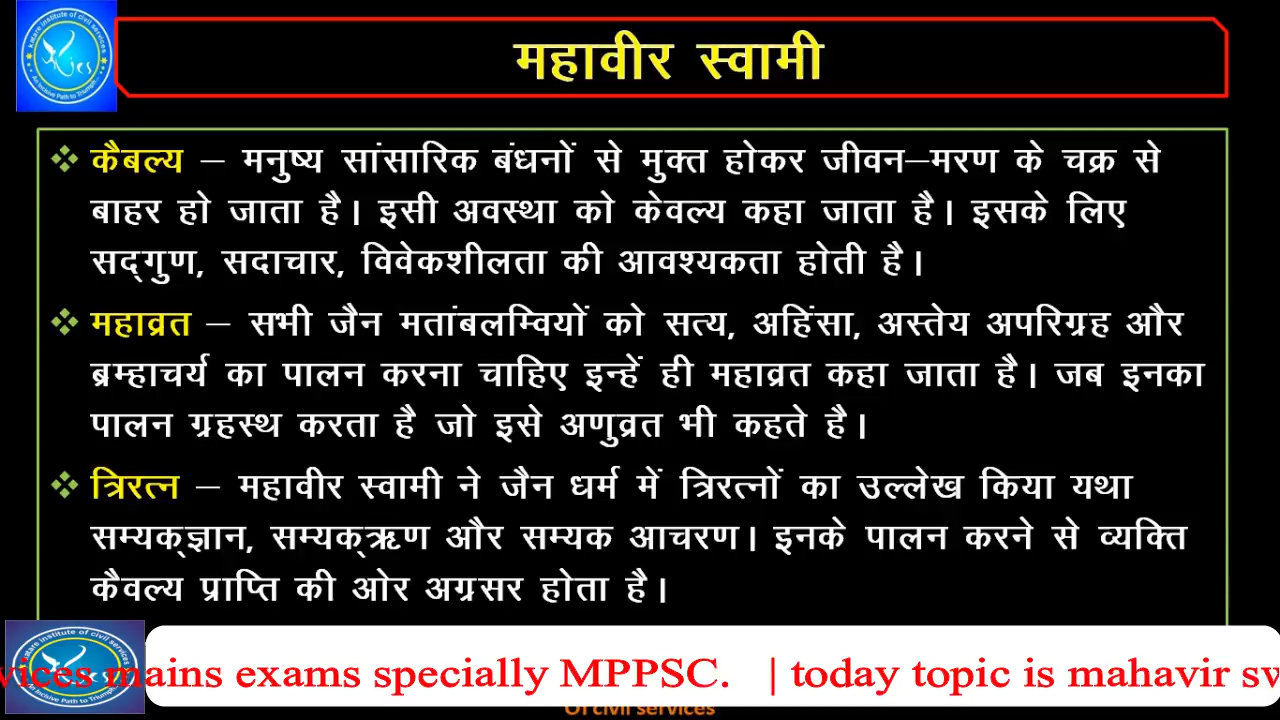 महावीर स्वामी
❖ कैबल्य – मनुष्य सांसारिक बंधनों से मुक्त होकर जीवन–मरण के चक्र से
बाहर हो जाता है। इसी अवस्था को केवल्य कहा जाता है। इसके लिए
सद्गुण, सदाचार, विवेकशीलता की आवश्यकता होती है।
❖ महाव्रत – सभी जैन मतांबलम्वियों को सत्य, अहिंसा, अस्तेय अपरिग्रह और
ब्रम्हाचर्य का पालन करना चाहिए इन्हें ही महाव्रत कहा जाता है। जब इनका
पालन ग्रहस्थ करता है जो इसे अणुव्रत भी कहते है।
❖ त्रिरत्न – महावीर स्वामी ने जैन धर्म में त्रिरत्नों का उल्लेख किया यथा
सम्यक्ज्ञान, सम्यक्ऋण और सम्यक आचरण। इनके पालन करने से व्यक्ति
कैवल्य प्राप्ति की ओर अग्रसर होता है।
mains exams specially MPPSC. | today topic is mahavir
Of civil services